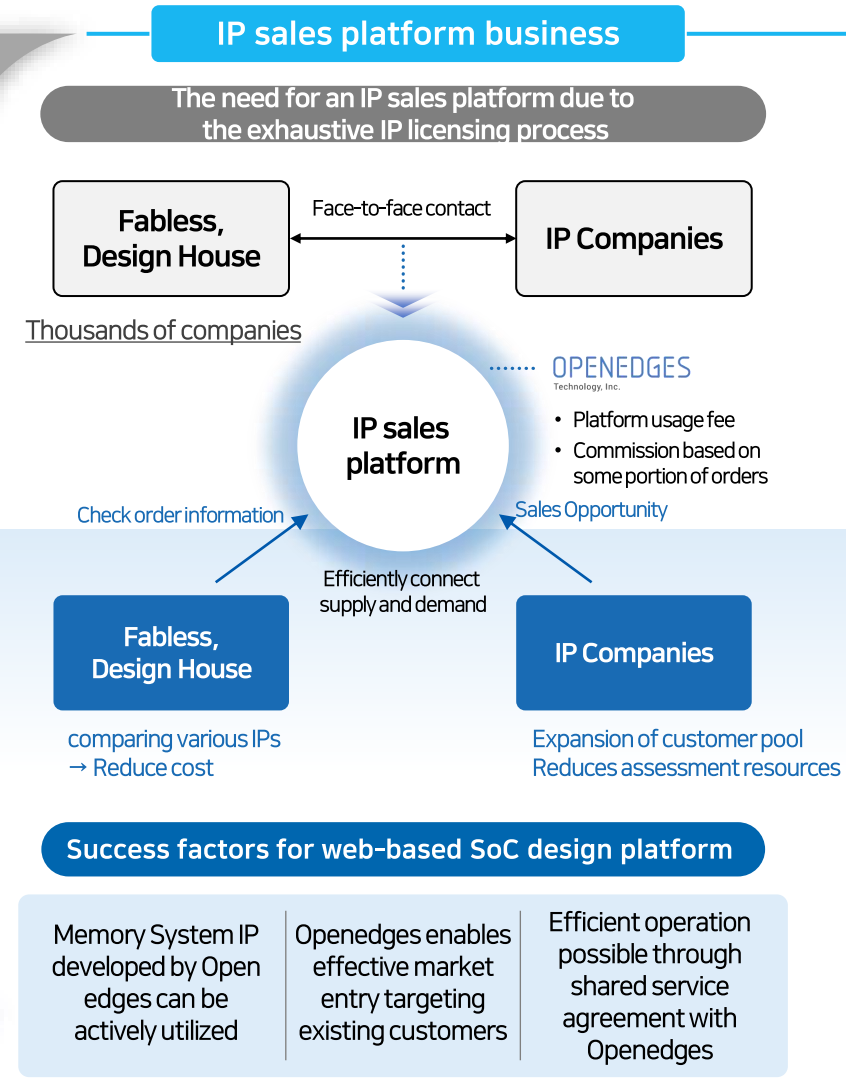 IP sales platform business
The need for an IP sales platform due to
the exhaustive IP licensing process
Fabless,
Design House
Face-to-face contact
IP Companies
Thousands of companies
OPENEDGES
Technology, Inc.
• Platform usage fee
• Commission based on
some portion of orders
IP sales
platform
Check order information
Sales Opportunity
Efficiently connect
supply and demand
Fabless,
Design House
IP Companies
comparing various IPs
→ Reduce cost
Expansion of customer pool
Reduces assessment resources
Success factors for web-based SoC design platform
Memory System IP
developed by Open
edges can be
actively utilized
Openedges enables
effective market
entry targeting
existing customers
Efficient operation
possible through
shared service
agreement with
Openedges